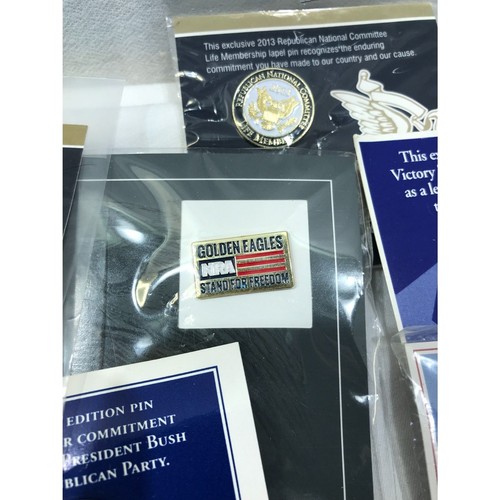 This exclusive 2013 Republican National Committee
Life Membership lapel pin recognizes the enduring
commitment you have made to our country and our cause.
REPUBLICAN NATIONAL COMMITTEE
LIFE MEMBER
This ex
Victory
as a le
GOLDEN EAGLES
NRA
STAND FOR FREEDOM
EDITION PIN
R COMMITMENT
PRESIDENT BUSH
BLICAN PARTY.